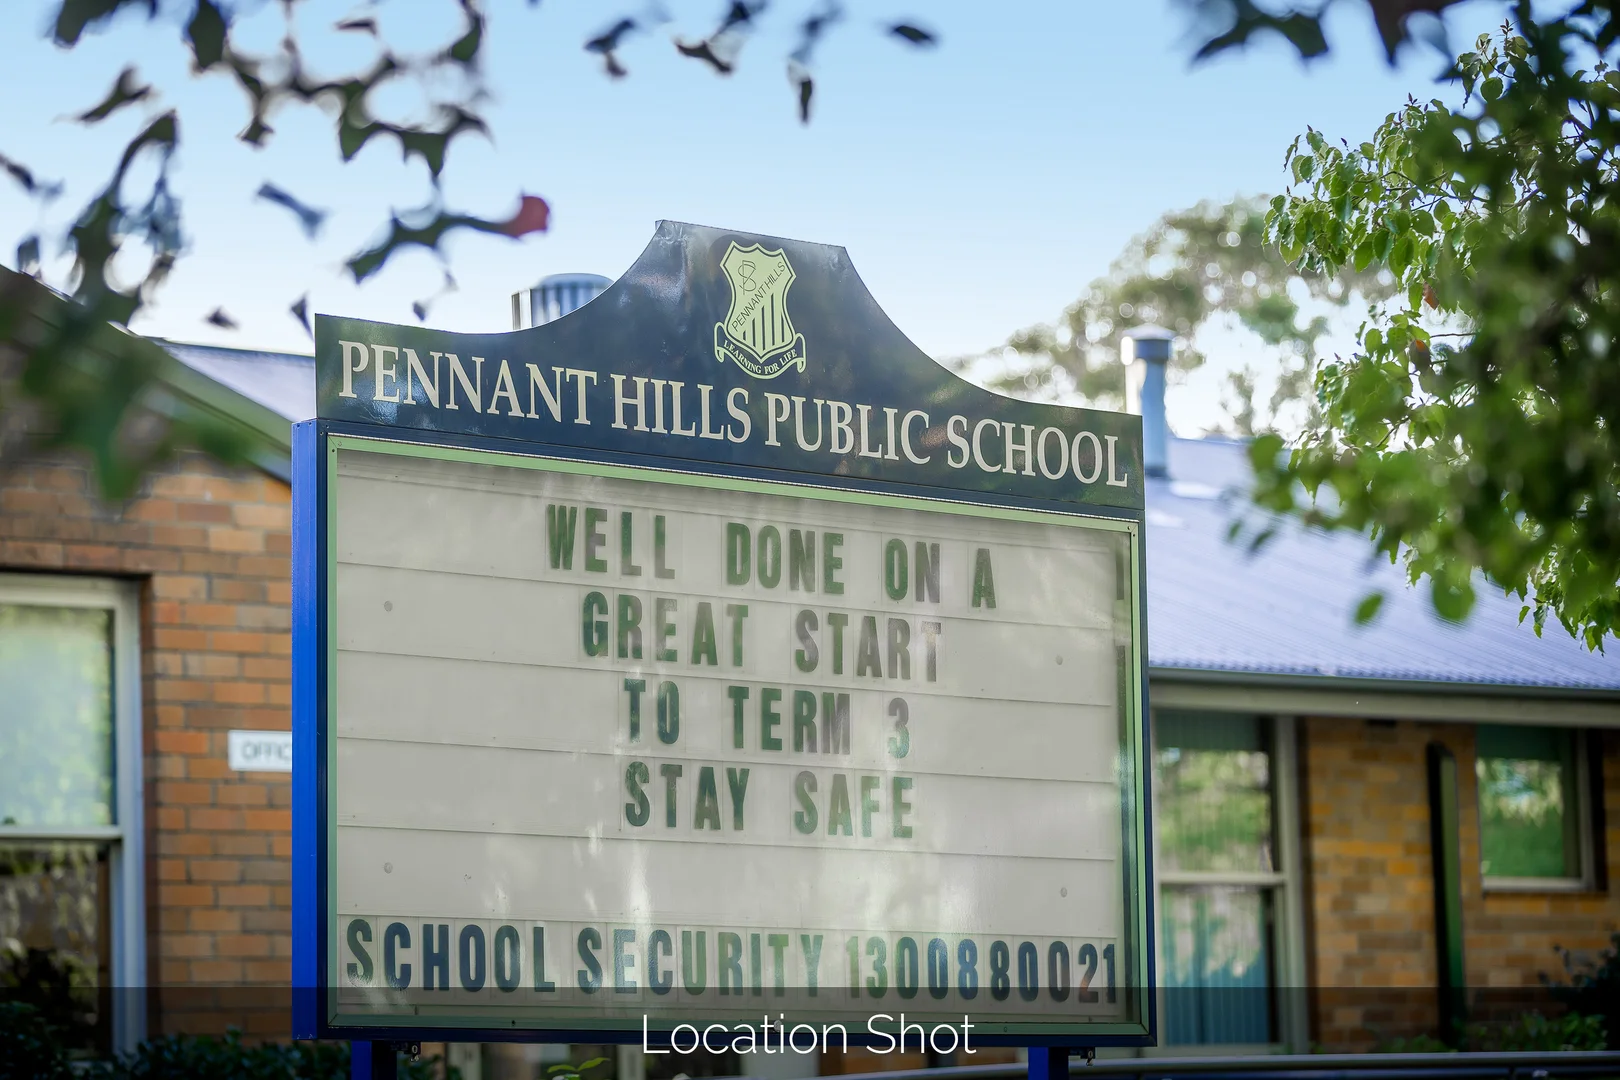 PENNANT HILLS
LEARNING FOR LIFE
PENNANT HILLS PUBLIC SCHOOL
WELL DONE ON A
GREAT START
TO TERM 3
STAY SAFE
OFFIC
SCHOOL SECURITY 1300880021
Location Shot